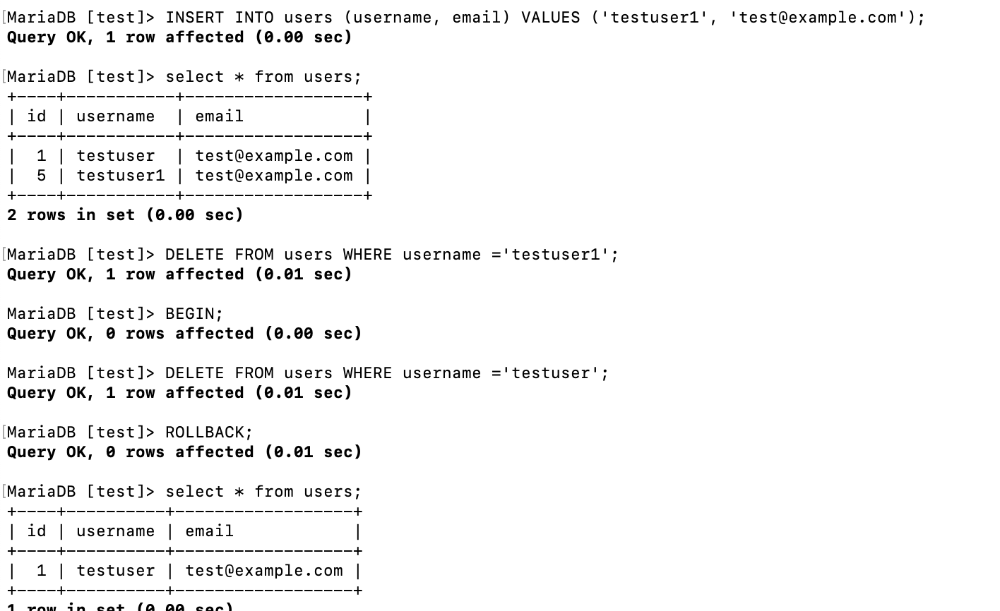 MariaDB [test]> INSERT INTO users (username, email) VALUES ('testuser1', 'test@example.com');
Query OK, 1 row affected (0.00 sec)
MariaDB [test]> select * from users;
+----+-----------+------------------+
| id | username  | email            |
+----+-----------+------------------+
|  1 | testuser  | test@example.com |
|  5 | testuser1 | test@example.com |
+----+-----------+------------------+
2 rows in set (0.00 sec)
MariaDB [test]> DELETE FROM users WHERE username ='testuser1';
Query OK, 1 row affected (0.01 sec)
MariaDB [test]> BEGIN;
Query OK, 0 rows affected (0.00 sec)
MariaDB [test]> DELETE FROM users WHERE username ='testuser';
Query OK, 1 row affected (0.01 sec)
MariaDB [test]> ROLLBACK;
Query OK, 0 rows affected (0.01 sec)
MariaDB [test]> select * from users;
+----+----------+------------------+
| id | username | email            |
+----+----------+------------------+
|  1 | testuser | test@example.com |
+----+----------+------------------+
1 row in set (0.00 sec)